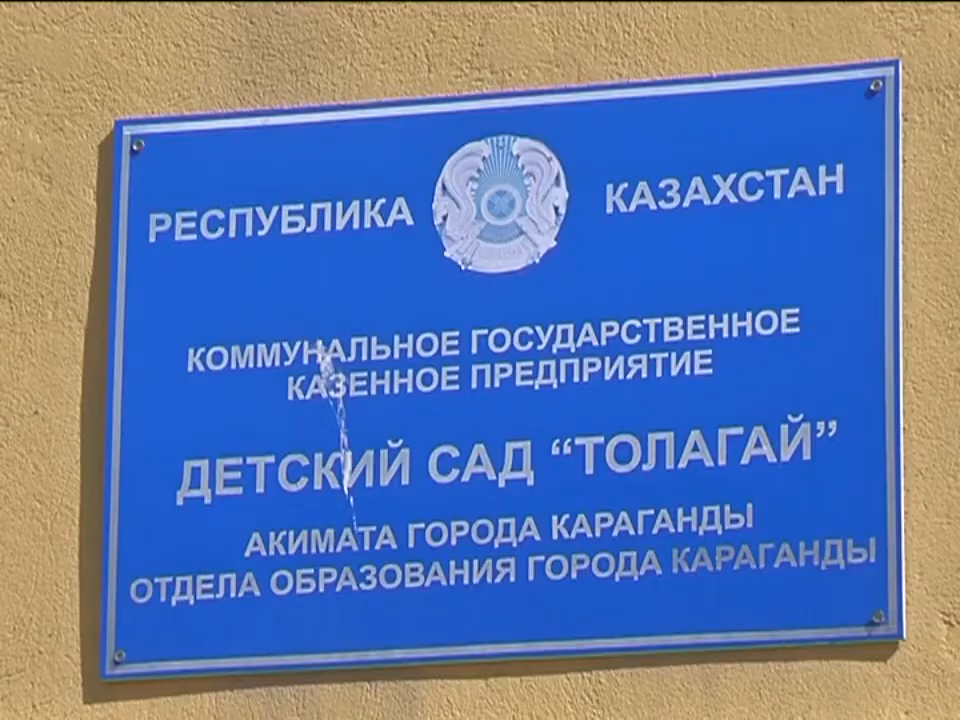 РЕСПУБЛИКА КАЗАХСТАН
КОММУНАЛЬНОЕ ГОСУДАРСТВЕННОЕ
КАЗЕННОЕ ПРЕДПРИЯТИЕ
ДЕТСКИЙ САД “ТОЛАГАЙ”
АКИМАТА ГОРОДА КАРАГАНДЫ
ОТДЕЛА ОБРАЗОВАНИЯ ГОРОДА КАРАГАНДЫ